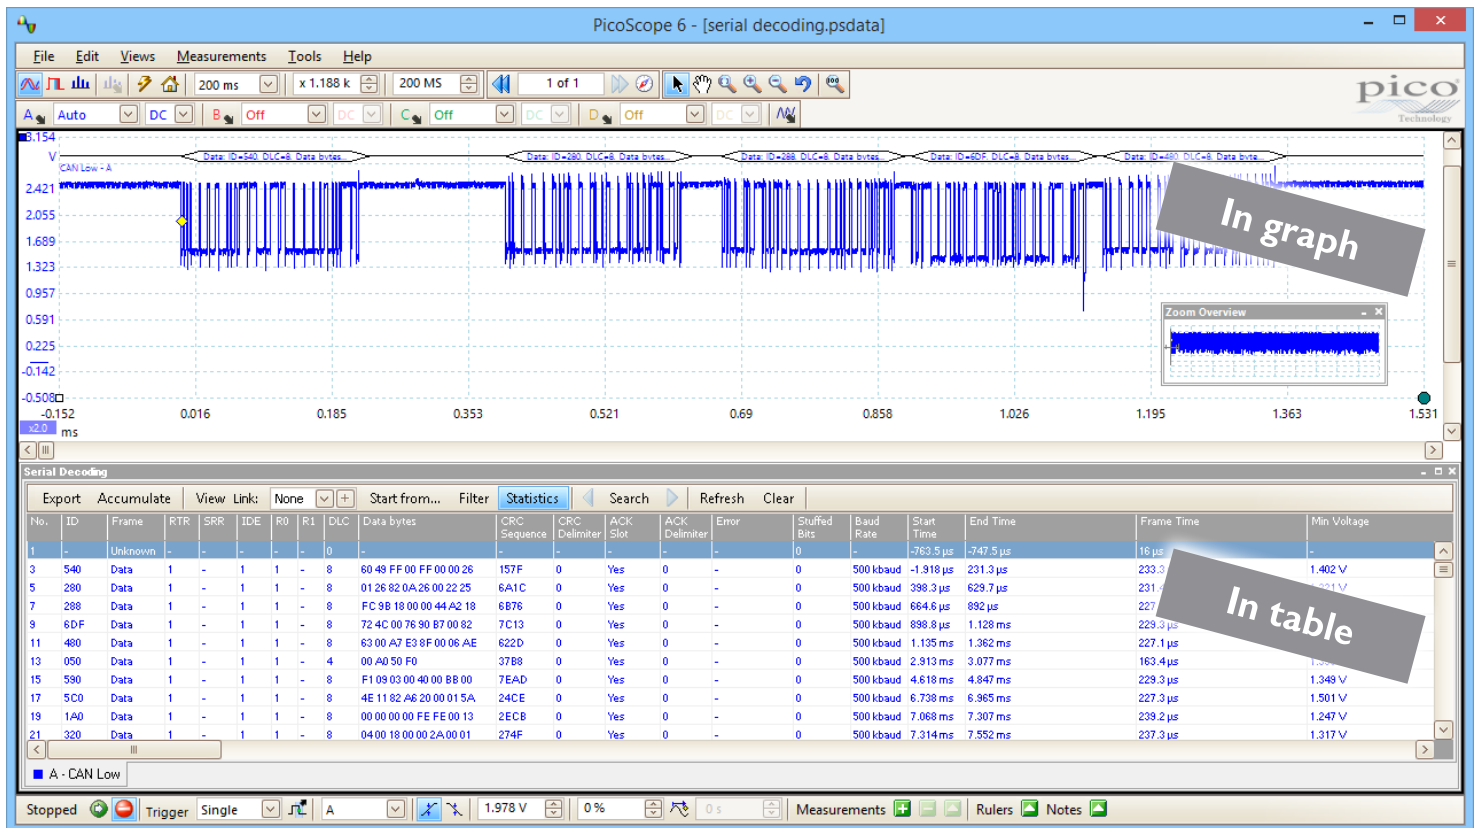 PicoScope 6 - [serial decoding.psdata]
File Edit Views Measurements Tools Help
200 ms x 1.188 k 200 MS 1 of 1
pico
Technology
A Auto DC B Off DC C Off DC D Off DC
3.154
V
Data: ID=540, DLC=8, Data bytes... Data: ID=280, DLC=8, Data bytes... Data: ID=288, DLC=8, Data bytes... Data: ID=6DF, DLC=8, Data bytes... Data: ID=480, DLC=8, Data byte...
CAN Low - A
2.421
2.055
1.689
1.323
0.957
0.591
0.225
-0.142
-0.508
In graph
Zoom Overview
-0.152 0.016 0.185 0.353 0.521 0.69 0.858 1.026 1.195 1.363 1.531
x2.0 ms
Serial Decoding
Export Accumulate View Link: None Start from... Filter Statistics Search Refresh Clear
No. ID Frame RTR SRR IDE R0 R1 DLC Data bytes CRC Sequence CRC Delimiter ACK Slot ACK Delimiter Error Stuffed Bits Baud Rate Start Time End Time Frame Time Min Voltage
1 - Unknown - - - - - 0 - - - - - - 0 - -763.5 µs -747.5 µs 16 µs -
3 540 Data 1 - 1 1 - 8 60 49 FF 00 FF 00 00 26 157F 0 Yes 0 - 0 500 kbaud -1.918 µs 231.3 µs 233.3 1.402 V
5 280 Data 1 - 1 1 - 8 01 26 82 0A 26 00 22 25 6A1C 0 Yes 0 - 0 500 kbaud 398.3 µs 629.7 µs 231.
7 288 Data 1 - 1 1 - 8 FC 9B 18 00 00 44 A2 18 6B76 0 Yes 0 - 0 500 kbaud 664.6 µs 892 µs 227
9 6DF Data 1 - 1 1 - 8 72 4C 00 76 90 B7 00 82 7C13 0 Yes 0 - 0 500 kbaud 898.8 µs 1.128 ms 229.3 µs
11 480 Data 1 - 1 1 - 8 63 00 A7 E3 8F 00 06 AE 622D 0 Yes 0 - 0 500 kbaud 1.135 ms 1.362 ms 227.1 µs
13 050 Data 1 - 1 1 - 4 00 A0 50 F0 37B8 0 Yes 0 - 0 500 kbaud 2.913 ms 3.077 ms 163.4 µs
15 590 Data 1 - 1 1 - 8 F1 09 03 00 40 00 BB 00 7EAD 0 Yes 0 - 0 500 kbaud 4.618 ms 4.847 ms 229.3 µs 1.349 V
17 5C0 Data 1 - 1 1 - 8 4E 11 82 A6 20 00 01 5A 24CE 0 Yes 0 - 0 500 kbaud 6.738 ms 6.965 ms 227.3 µs 1.501 V
19 1A0 Data 1 - 1 1 - 8 00 00 00 00 FE FE 00 13 2ECB 0 Yes 0 - 0 500 kbaud 7.068 ms 7.307 ms 239.2 µs 1.247 V
21 320 Data 1 - 1 1 - 8 04 00 18 00 00 2A 00 01 274F 0 Yes 0 - 0 500 kbaud 7.314 ms 7.552 ms 237.3 µs 1.317 V
In table
A - CAN Low
Stopped Trigger Single A 1.978 V 0 % 0 s Measurements Rulers Notes